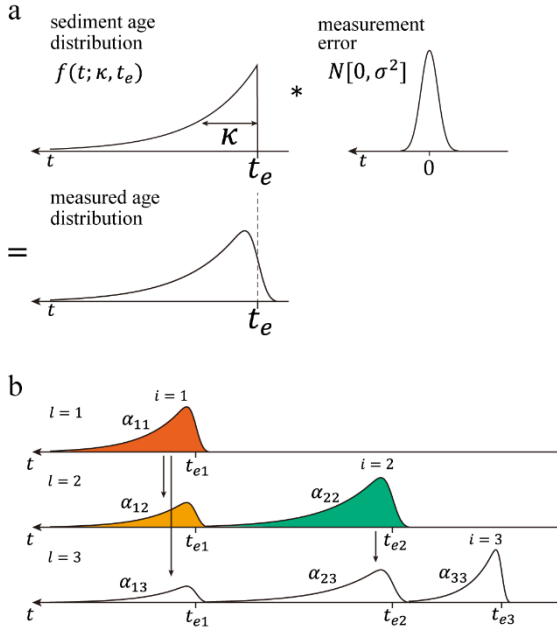 a
sediment age
distribution
f(t; κ, t_e)
measurement
error
N[0, σ²]
*
κ
t
t_e
t
0
measured age
distribution
=
t
t_e
b
l = 1
i = 1
α₁₁
t
t_e1
l = 2
i = 2
α₁₂
α₂₂
t
t_e1
t_e2
l = 3
i = 3
α₁₃
α₂₃
α₃₃
t
t_e1
t_e2
t_e3